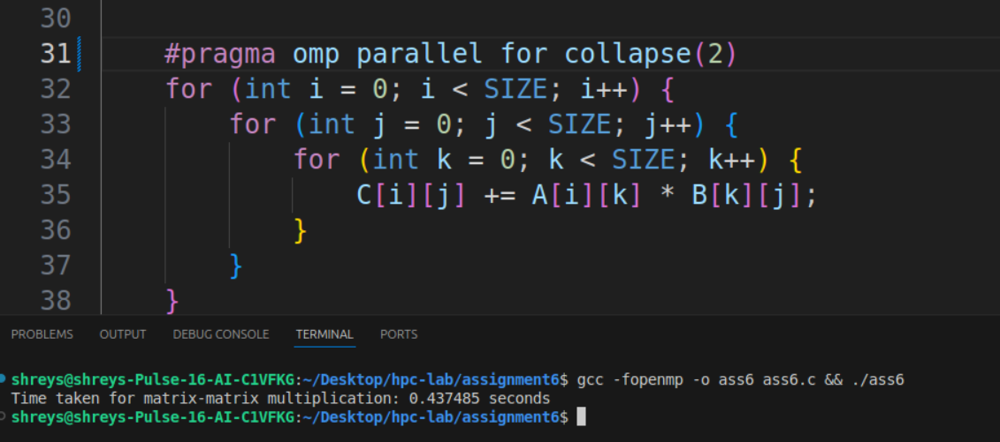 30
31 #pragma omp parallel for collapse(2)
32 for (int i = 0; i < SIZE; i++) {
33 for (int j = 0; j < SIZE; j++) {
34 for (int k = 0; k < SIZE; k++) {
35 C[i][j] += A[i][k] * B[k][j];
36 }
37 }
38 }
PROBLEMS OUTPUT DEBUG CONSOLE TERMINAL PORTS
shreys@shreys-Pulse-16-AI-C1VFKG:~/Desktop/hpc-lab/assignment6$ gcc -fopenmp -o ass6 ass6.c && ./ass6
Time taken for matrix-matrix multiplication: 0.437485 seconds
shreys@shreys-Pulse-16-AI-C1VFKG:~/Desktop/hpc-lab/assignment6$